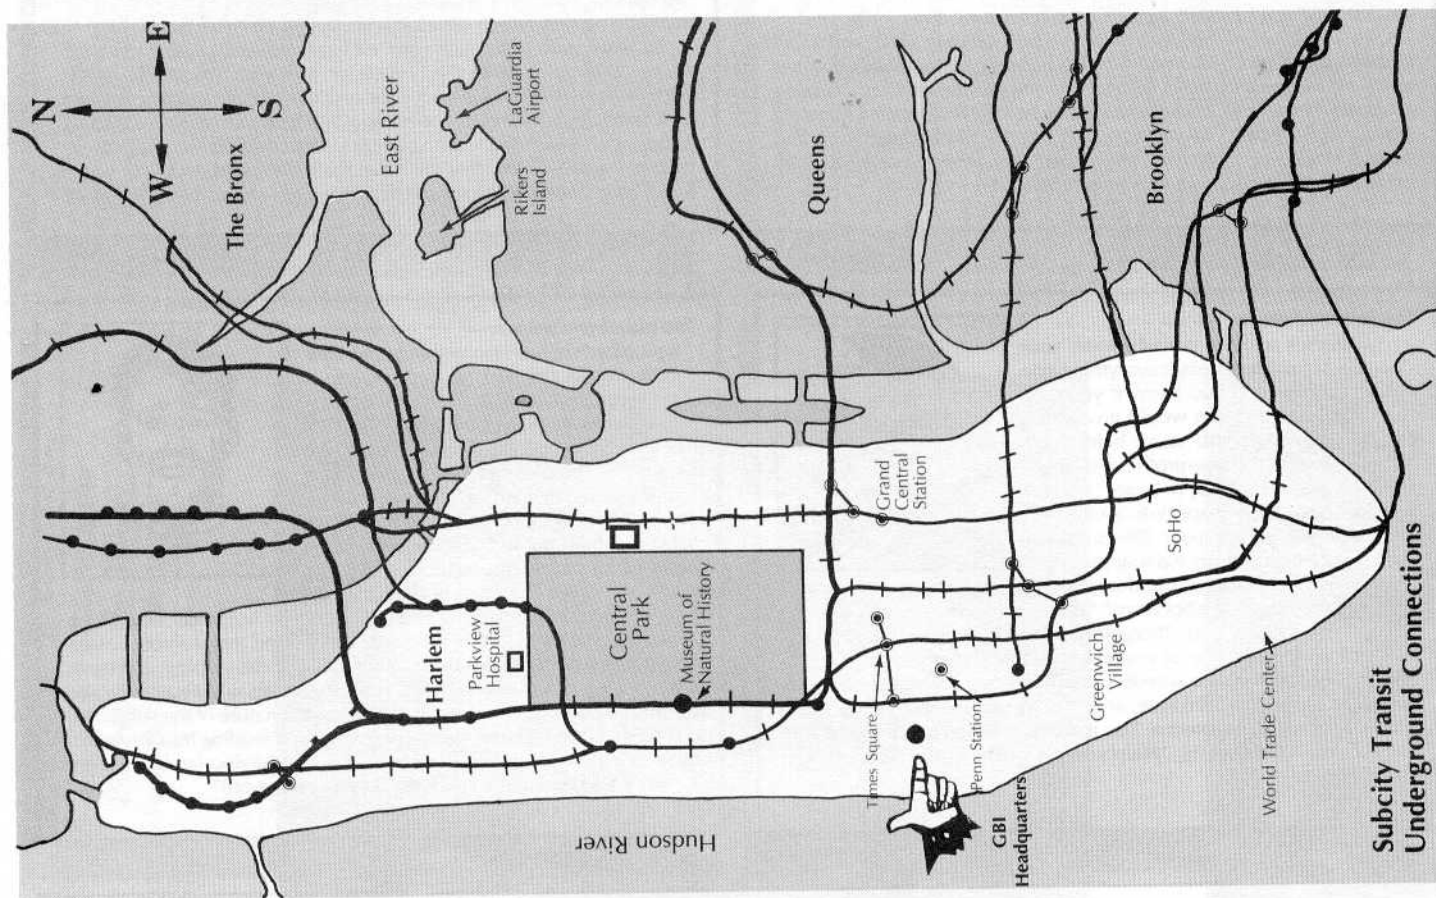 E
N
S
W
The Bronx
East River
LaGuardia
Airport
Rikers
Island
Queens
Brooklyn
Harlem
Parkview
Hospital
Central
Park
Museum of
Natural History
Grand
Central
Station
SoHo
Times Square
Penn Station
Greenwich
Village
World Trade Center
GBI
Headquarters
Hudson River
Subcity Transit
Underground Connections